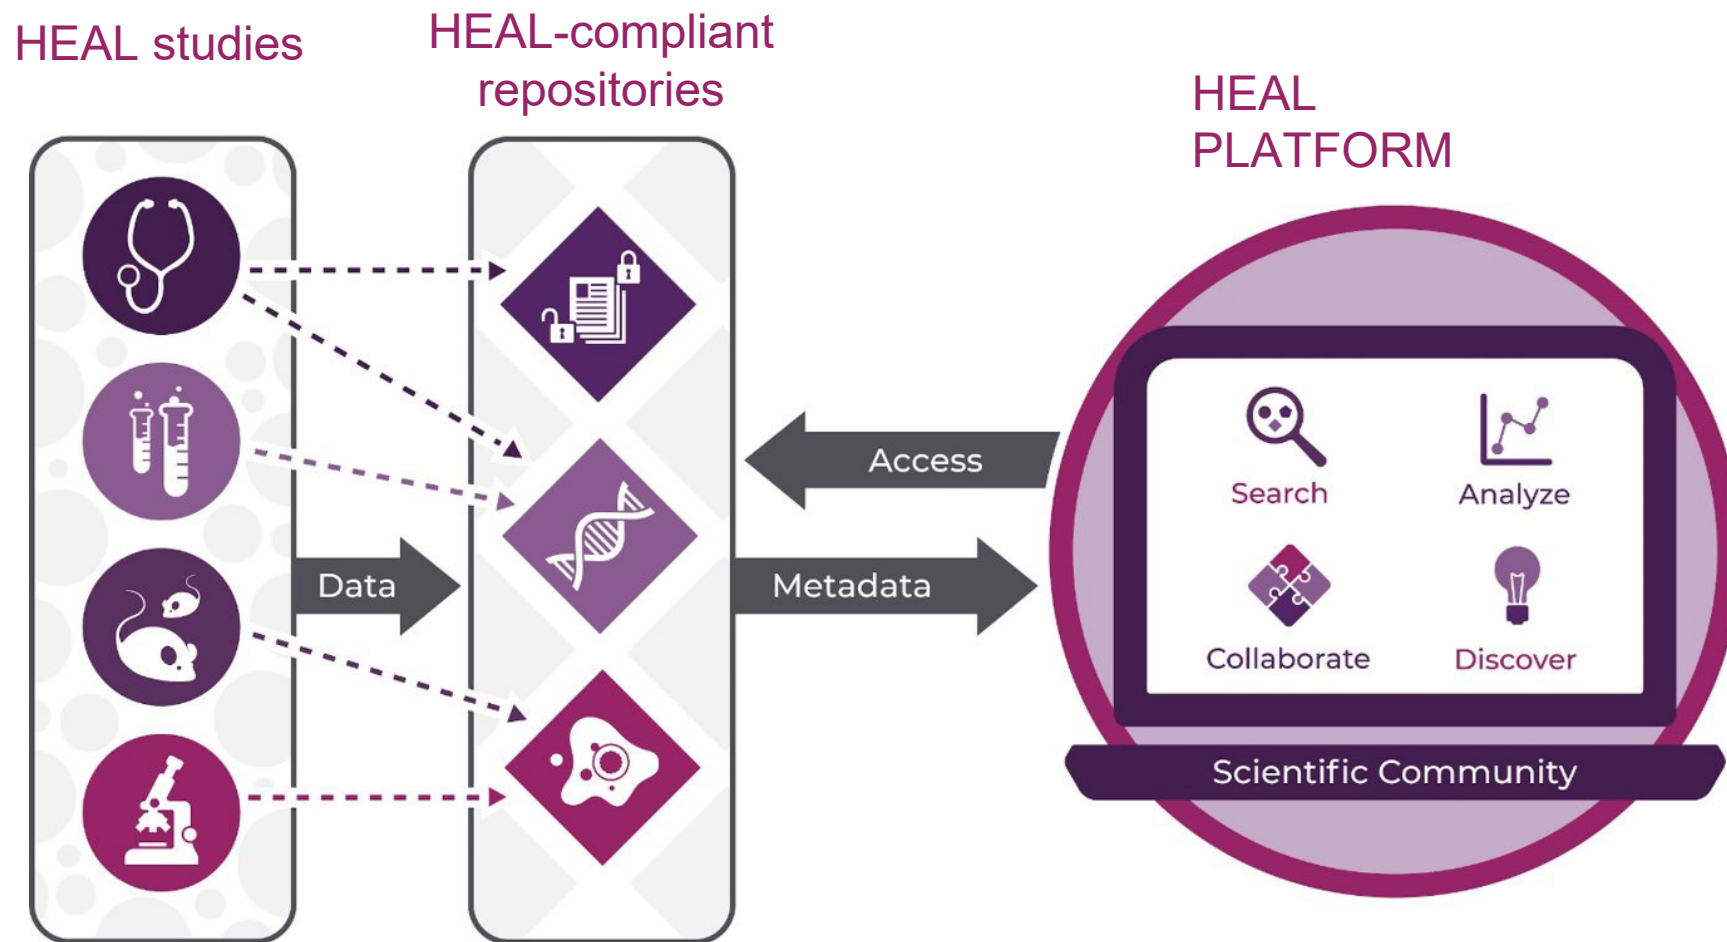 HEAL studies
HEAL-compliant
repositories
HEAL
PLATFORM
Data
Access
Metadata
Search
Analyze
Collaborate
Discover
Scientific Community